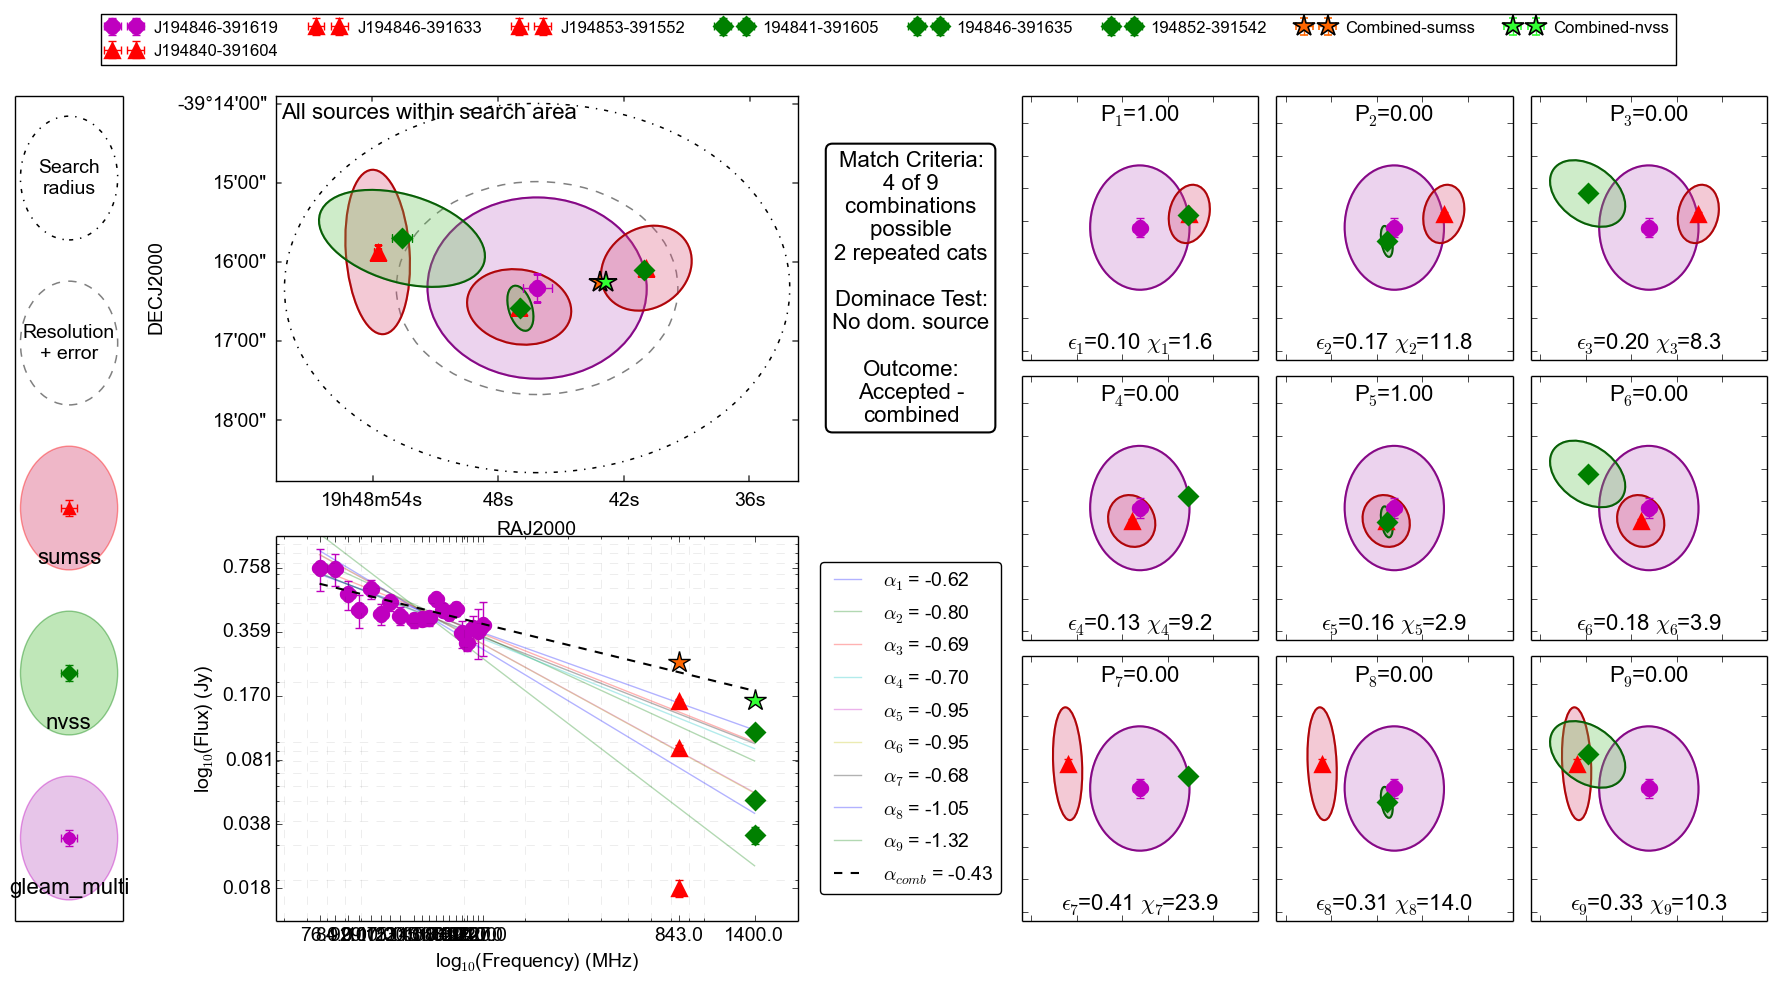 J194846-391619
J194846-391633
J194853-391552
194841-391605
194846-391635
194852-391542
Combined-sumss
Combined-nvss
J194840-391604
Search
radius
Resolution
+ error
sumss
nvss
gleam_multi
All sources within search area
-39°14'00"
15'00"
16'00"
17'00"
18'00"
DECJ2000
19h48m54s
48s
42s
36s
RAJ2000
Match Criteria:
4 of 9
combinations
possible
2 repeated cats
Dominace Test:
No dom. source
Outcome:
Accepted -
combined
0.758
0.359
0.170
0.081
0.038
0.018
log10(Flux) (Jy)
843.0
1400.0
log10(Frequency) (MHz)
α1 = -0.62
α2 = -0.80
α3 = -0.69
α4 = -0.70
α5 = -0.95
α6 = -0.95
α7 = -0.68
α8 = -1.05
α9 = -1.32
αcomb = -0.43
P1=1.00
ϵ1=0.10 χ1=1.6
P2=0.00
ϵ2=0.17 χ2=11.8
P3=0.00
ϵ3=0.20 χ3=8.3
P4=0.00
ϵ4=0.13 χ4=9.2
P5=1.00
ϵ5=0.16 χ5=2.9
P6=0.00
ϵ6=0.18 χ6=3.9
P7=0.00
ϵ7=0.41 χ7=23.9
P8=0.00
ϵ8=0.31 χ8=14.0
P9=0.00
ϵ9=0.33 χ9=10.3